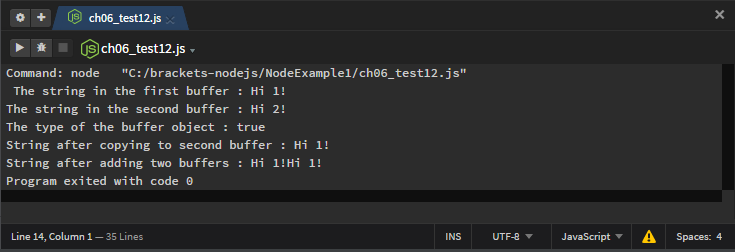 ch06_test12.js
ch06_test12.js
Command: node   "C:/brackets-nodejs/NodeExample1/ch06_test12.js"
 The string in the first buffer : Hi 1!
The string in the second buffer : Hi 2!
The type of the buffer object : true
String after copying to second buffer : Hi 1!
String after adding two buffers : Hi 1!Hi 1!
Program exited with code 0
Line 14, Column 1 — 35 Lines INS UTF-8 JavaScript Spaces: 4